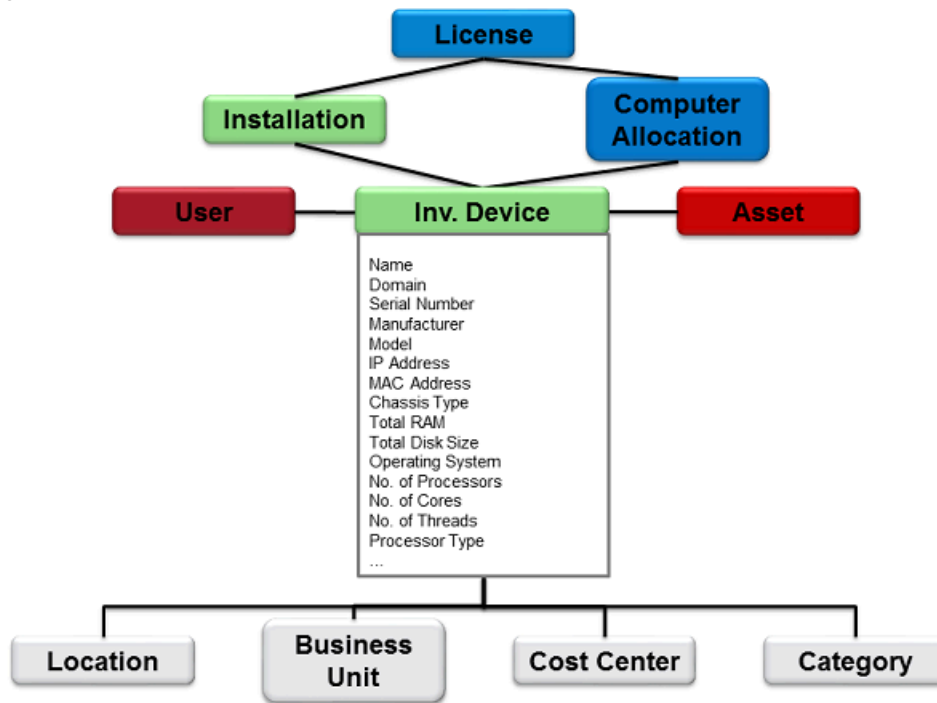 License
Installation
Computer
Allocation
User
Inv. Device
Asset
Name
Domain
Serial Number
Manufacturer
Model
IP Address
MAC Address
Chassis Type
Total RAM
Total Disk Size
Operating System
No. of Processors
No. of Cores
No. of Threads
Processor Type
...
Location
Business
Unit
Cost Center
Category